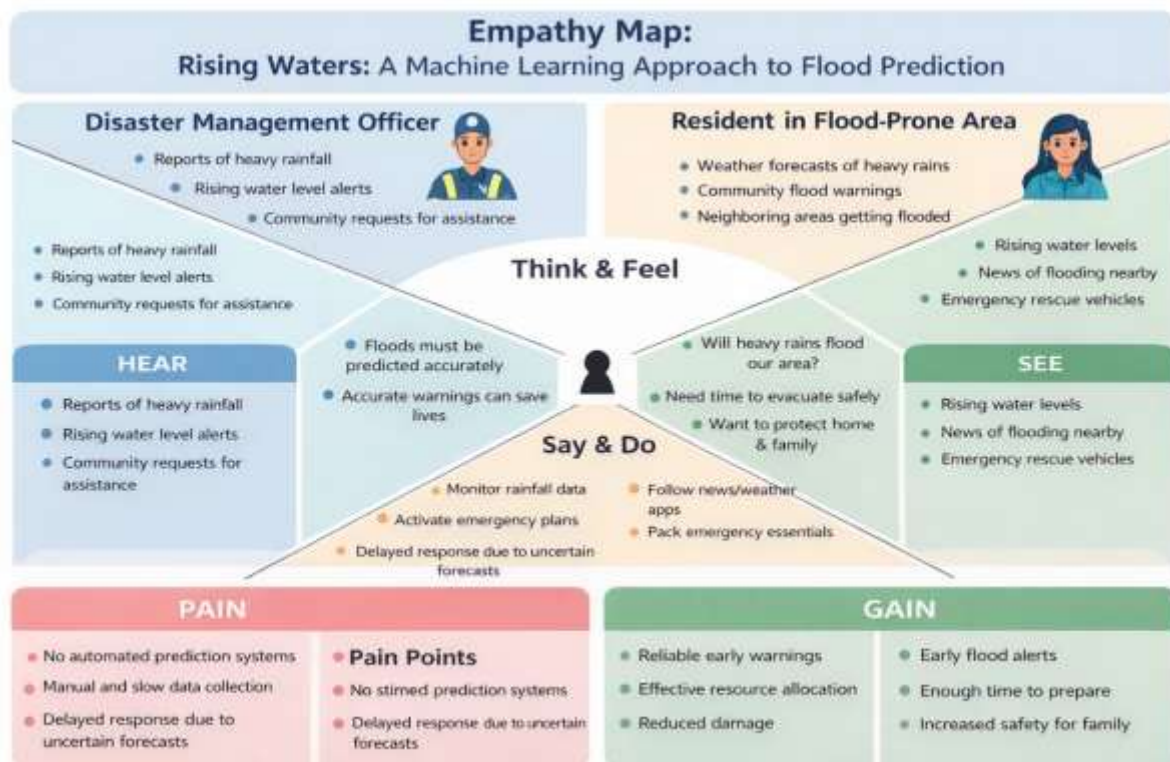 Empathy Map:
Rising Waters: A Machine Learning Approach to Flood Prediction
Disaster Management Officer
Reports of heavy rainfall
Rising water level alerts
Community requests for assistance
Resident in Flood-Prone Area
Weather forecasts of heavy rains
Community flood warnings
Neighboring areas getting flooded
Reports of heavy rainfall
Rising water level alerts
Community requests for assistance
Think & Feel
Rising water levels
News of flooding nearby
Emergency rescue vehicles
HEAR
Reports of heavy rainfall
Rising water level alerts
Community requests for
assistance
Floods must be
predicted accurately
Accurate warnings can save
lives
Will heavy rains flood
our area?
Need time to evacuate safely
Want to protect home
& family
SEE
Rising water levels
News of flooding nearby
Emergency rescue vehicles
Say & Do
Monitor rainfall data
Activate emergency plans
Delayed response due to uncertain
forecasts
Follow news/weather
apps
Pack emergency essentials
PAIN
No automated prediction systems
Manual and slow data collection
Delayed response due to
uncertain forecasts
Pain Points
No stirned prediction systems
Delayed response due to uncertain
forecasts
GAIN
Reliable early warnings
Effective resource allocation
Reduced damage
Early flood alerts
Enough time to prepare
Increased safety for family